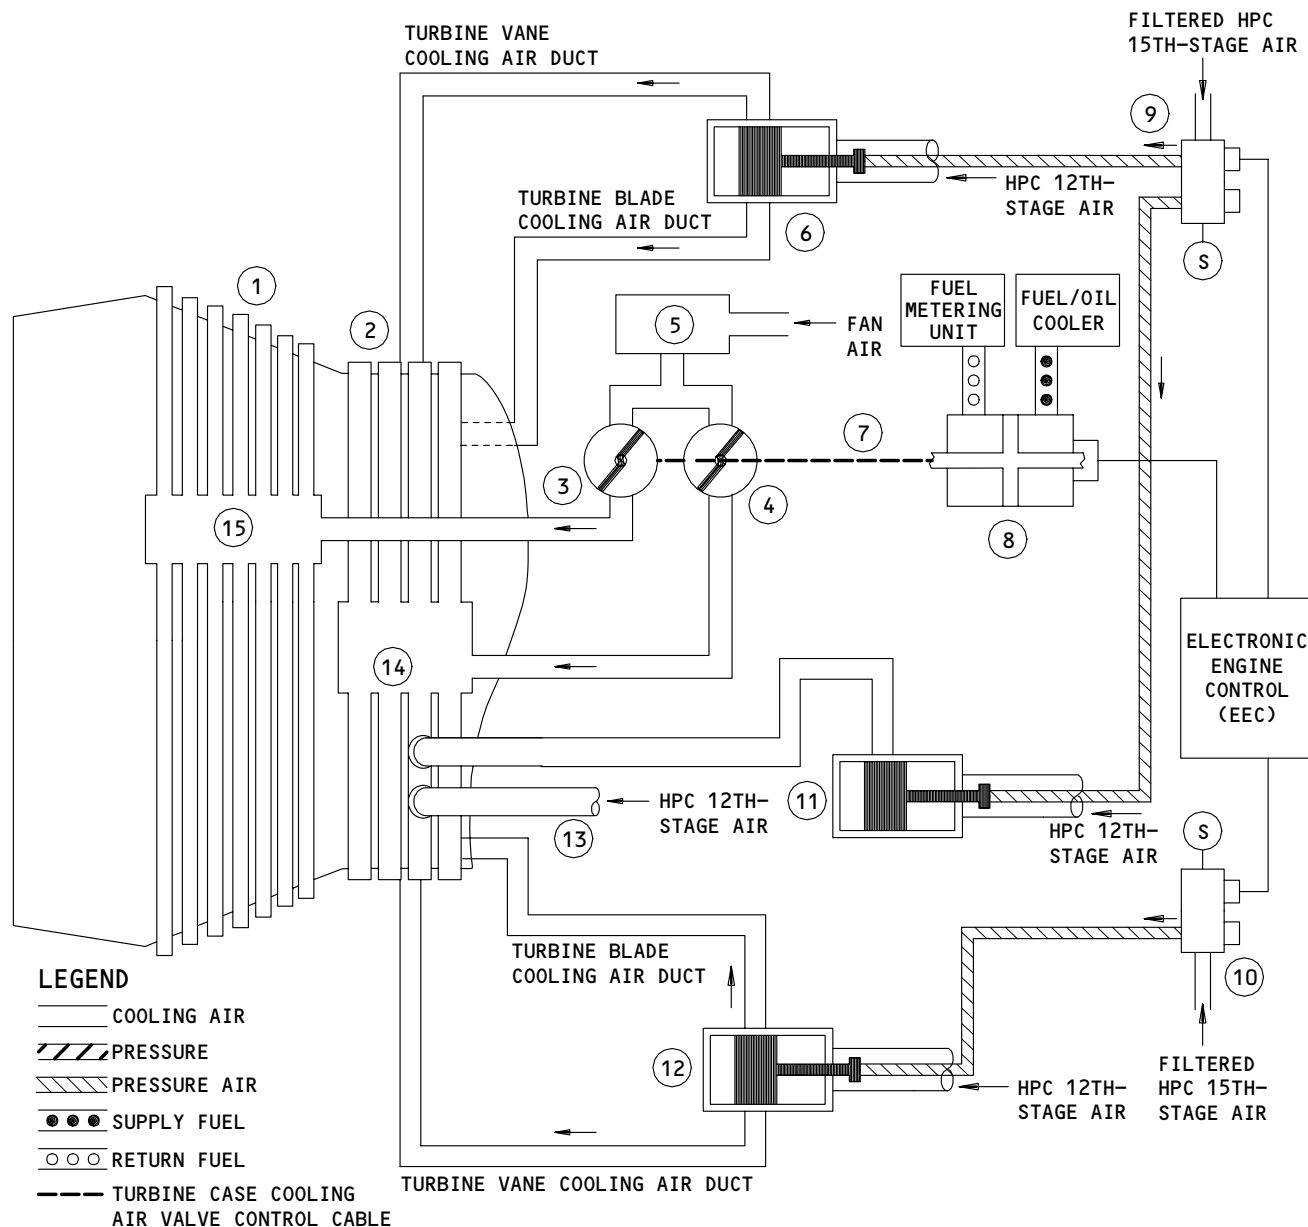 TURBINE VANE
COOLING AIR DUCT
FILTERED HPC
15TH-STAGE AIR
9
HPC 12TH-
STAGE AIR
TURBINE BLADE
COOLING AIR DUCT
6
S
1
2
5
FAN
AIR
FUEL
METERING
UNIT
FUEL/OIL
COOLER
7
3
4
8
15
14
ELECTRONIC
ENGINE
CONTROL
(EEC)
11
HPC 12TH-
STAGE AIR
13
HPC 12TH-
STAGE AIR
S
10
TURBINE BLADE
COOLING AIR DUCT
12
HPC 12TH-
STAGE AIR
FILTERED
HPC 15TH-
STAGE AIR
TURBINE VANE COOLING AIR DUCT
LEGEND
COOLING AIR
PRESSURE
PRESSURE AIR
SUPPLY FUEL
RETURN FUEL
TURBINE CASE COOLING
AIR VALVE CONTROL CABLE